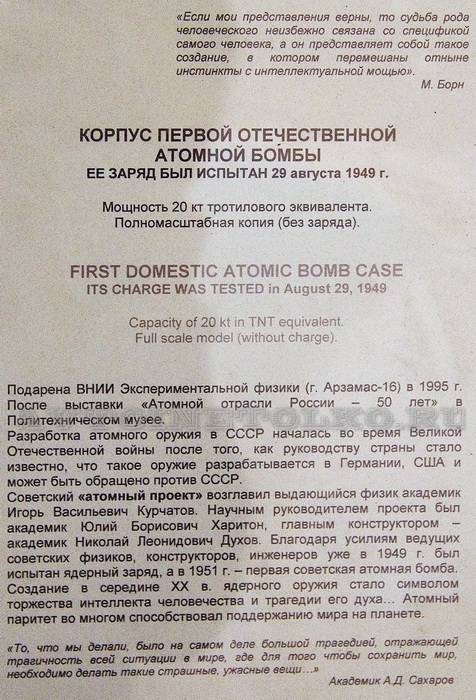 «Если мои представления верны, то судьба рода
человеческого неизбежно связана со спецификой
самого человека, а он представляет собой такое
создание, в котором перемешаны отныне
инстинкты с интеллектуальной мощью».
М. Борн
КОРПУС ПЕРВОЙ ОТЕЧЕСТВЕННОЙ
АТОМНОЙ БОМБЫ
ЕЕ ЗАРЯД БЫЛ ИСПЫТАН 29 августа 1949 г.
Мощность 20 кт тротилового эквивалента.
Полномасштабная копия (без заряда).
FIRST DOMESTIC ATOMIC BOMB CASE
ITS CHARGE WAS TESTED in August 29, 1949
Capacity of 20 kt in TNT equivalent.
Full scale model (without charge).
Подарена ВНИИ Экспериментальной физики (г. Арзамас-16) в 1995 г.
После выставки «Атомной отрасли России – 50 лет» в
Политехническом музее.
Разработка атомного оружия в СССР началась во время Великой
Отечественной войны после того, как руководству страны стало
известно, что такое оружие разрабатывается в Германии, США и
может быть обращено против СССР.
Советский «атомный проект» возглавил выдающийся физик академик
Игорь Васильевич Курчатов. Научным руководителем проекта был
академик Юлий Борисович Харитон, главным конструктором –
академик Николай Леонидович Духов. Благодаря усилиям ведущих
советских физиков, конструкторов, инженеров уже в 1949 г. был
испытан ядерный заряд, а в 1951 г. – первая советская атомная бомба.
Создание в середине XX в. ядерного оружия стало символом
торжества интеллекта человечества и трагедии его духа... Атомный
паритет во многом способствовал поддержанию мира на планете.
«То, что мы делали, было на самом деле большой трагедией, отражающей
трагичность всей ситуации в мире, где для того чтобы сохранить мир,
необходимо делать такие страшные, ужасные вещи...»
Академик А.Д. Сахаров